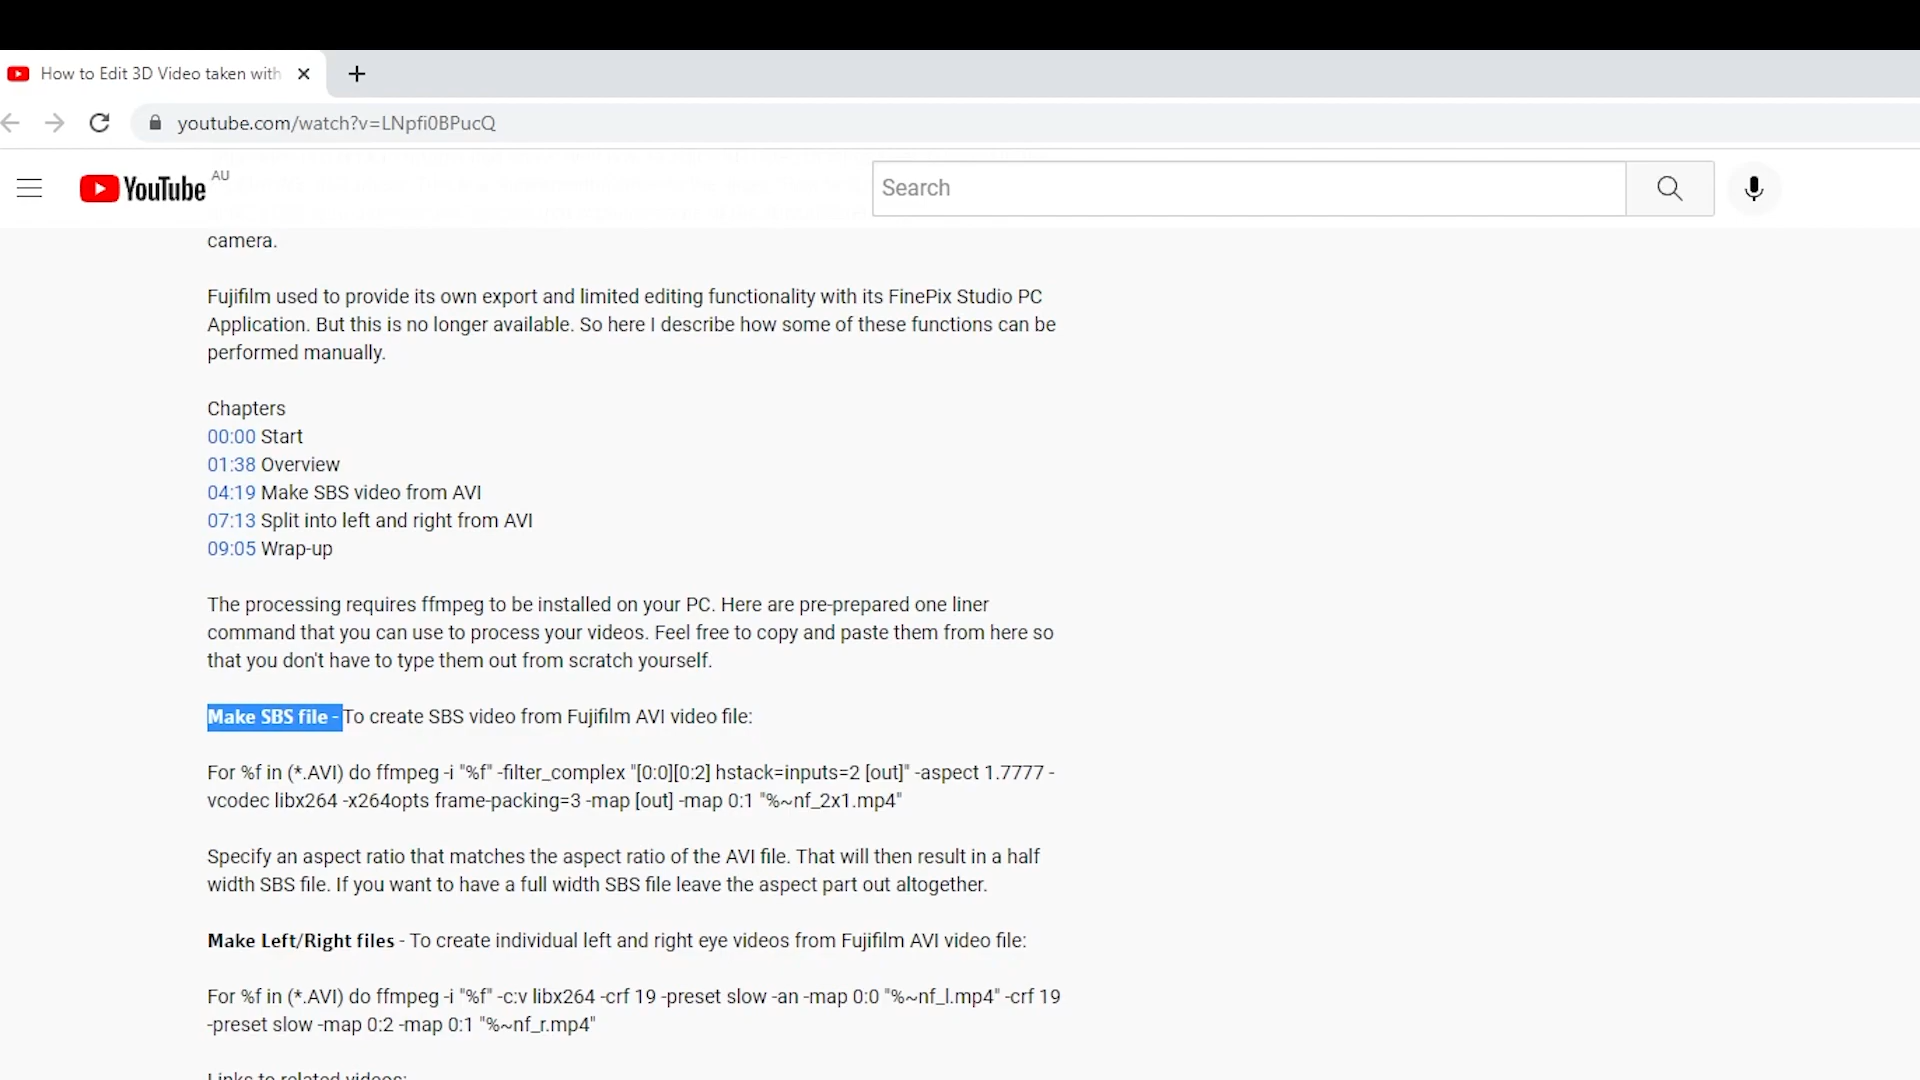 How to Edit 3D Video taken with
youtube.com/watch?v=LNpfi0BPucQ
YouTube AU
Search
camera.
Fujifilm used to provide its own export and limited editing functionality with its FinePix Studio PC
Application. But this is no longer available. So here I describe how some of these functions can be
performed manually.
Chapters
00:00 Start
01:38 Overview
04:19 Make SBS video from AVI
07:13 Split into left and right from AVI
09:05 Wrap-up
The processing requires ffmpeg to be installed on your PC. Here are pre-prepared one liner
command that you can use to process your videos. Feel free to copy and paste them from here so
that you don't have to type them out from scratch yourself.
Make SBS file - To create SBS video from Fujifilm AVI video file:
For %f in (*.AVI) do ffmpeg -i "%f" -filter_complex "[0:0][0:2] hstack=inputs=2 [out]" -aspect 1.7777 -
vcodec libx264 -x264opts frame-packing=3 -map [out] -map 0:1 "%~nf_2x1.mp4"
Specify an aspect ratio that matches the aspect ratio of the AVI file. That will then result in a half
width SBS file. If you want to have a full width SBS file leave the aspect part out altogether.
Make Left/Right files - To create individual left and right eye videos from Fujifilm AVI video file:
For %f in (*.AVI) do ffmpeg -i "%f" -c:v libx264 -crf 19 -preset slow -an -map 0:0 "%~nf_l.mp4" -crf 19
-preset slow -map 0:2 -map 0:1 "%~nf_r.mp4"
Links to related videos: